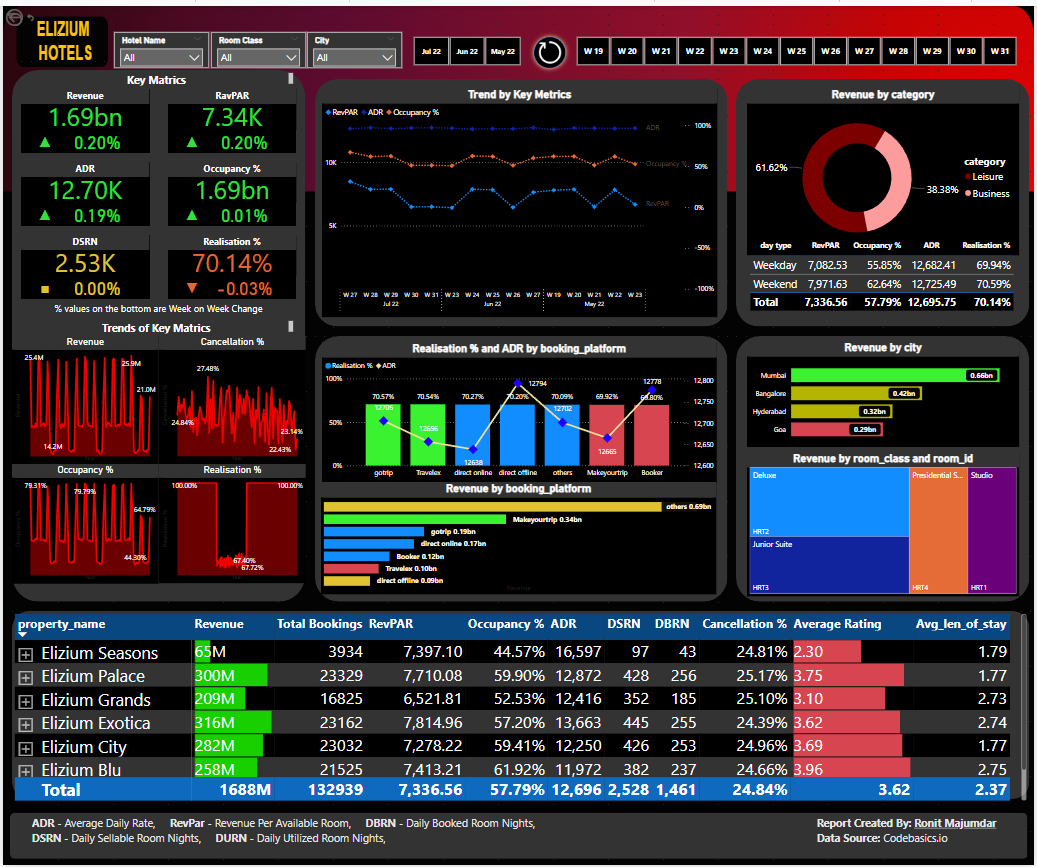 ELIZIUM
HOTELS
Hotel Name
All
Room Class
All
City
All
Jul 22
Jun 22
May 22
W 19
W 20
W 21
W 22
W 23
W 24
W 25
W 26
W 27
W 28
W 29
W 30
W 31
Key Matrics
Revenue
1.69bn
0.20%
RavPAR
7.34K
0.20%
ADR
12.70K
0.19%
Occupancy %
1.69bn
0.01%
DSRN
2.53K
0.00%
Realisation %
70.14%
-0.03%
% values on the bottom are Week on Week Change
Trends of Key Matrics
Revenue
25.4M
25.9M
21.0M
14.2M
Cancellation %
27.48%
24.84%
23.14%
22.43%
Occupancy %
79.31%
79.79%
64.79%
44.30%
Realisation %
100.00%
100.00%
67.40%
67.72%
Trend by Key Metrics
RevPAR ADR Occupancy %
ADR
Occupancy %
RevPAR
10K
5K
100%
50%
0%
-50%
-100%
W 27 W 28 W 29 W 30 W 31 W 23 W 24 W 25 W 26 W 27 W 19 W 20 W 21 W 22 W 23
Jul 22 Jun 22 May 22
Revenue by category
61.62%
38.38%
category
Leisure
Business
day type RevPAR Occupancy % ADR Realisation %
Weekday 7,082.53 55.85% 12,682.41 69.94%
Weekend 7,971.63 62.64% 12,725.49 70.59%
Total 7,336.56 57.79% 12,695.75 70.14%
Realisation % and ADR by booking_platform
Realisation % ADR
100%
50%
0%
70.57% 70.54% 70.27% 70.20% 70.09% 69.92% 69.80%
12705 12656 12638 12794 12702 12665 12778
12,800
12,750
12,700
12,650
12,600
gotrip Travelex direct online direct offline others Makeyourtrip Booker
Revenue by booking_platform
others 0.69bn
Makeyourtrip 0.34bn
gotrip 0.19bn
direct online 0.17bn
Booker 0.12bn
Travelex 0.10bn
direct offline 0.09bn
Revenue by city
Mumbai 0.66bn
Bangalore 0.42bn
Hyderabad 0.32bn
Goa 0.29bn
Revenue by room_class and room_id
Deluxe
HRT2
Junior Suite
HRT3
Presidential S...
HRT4
Studio
HRT1
property_name Revenue Total Bookings RevPAR Occupancy % ADR DSRN DBRN Cancellation % Average Rating Avg_len_of_stay
Elizium Seasons 65M 3934 7,397.10 44.57% 16,597 97 43 24.81% 2.30 1.79
Elizium Palace 300M 23329 7,710.08 59.90% 12,872 428 256 25.17% 3.75 1.77
Elizium Grands 209M 16825 6,521.81 52.53% 12,416 352 185 25.10% 3.10 2.73
Elizium Exotica 316M 23162 7,814.96 57.20% 13,663 445 255 24.39% 3.62 2.74
Elizium City 282M 23032 7,278.22 59.41% 12,250 426 253 24.96% 3.69 1.77
Elizium Blu 258M 21525 7,413.21 61.92% 11,972 382 237 24.66% 3.96 2.75
Total 1688M 132939 7,336.56 57.79% 12,696 2,528 1,461 24.84% 3.62 2.37
ADR - Average Daily Rate, RevPar - Revenue Per Available Room, DBRN - Daily Booked Room Nights,
DSRN - Daily Sellable Room Nights, DURN - Daily Utilized Room Nights,
Report Created By: Ronit Majumdar
Data Source: Codebasics.io